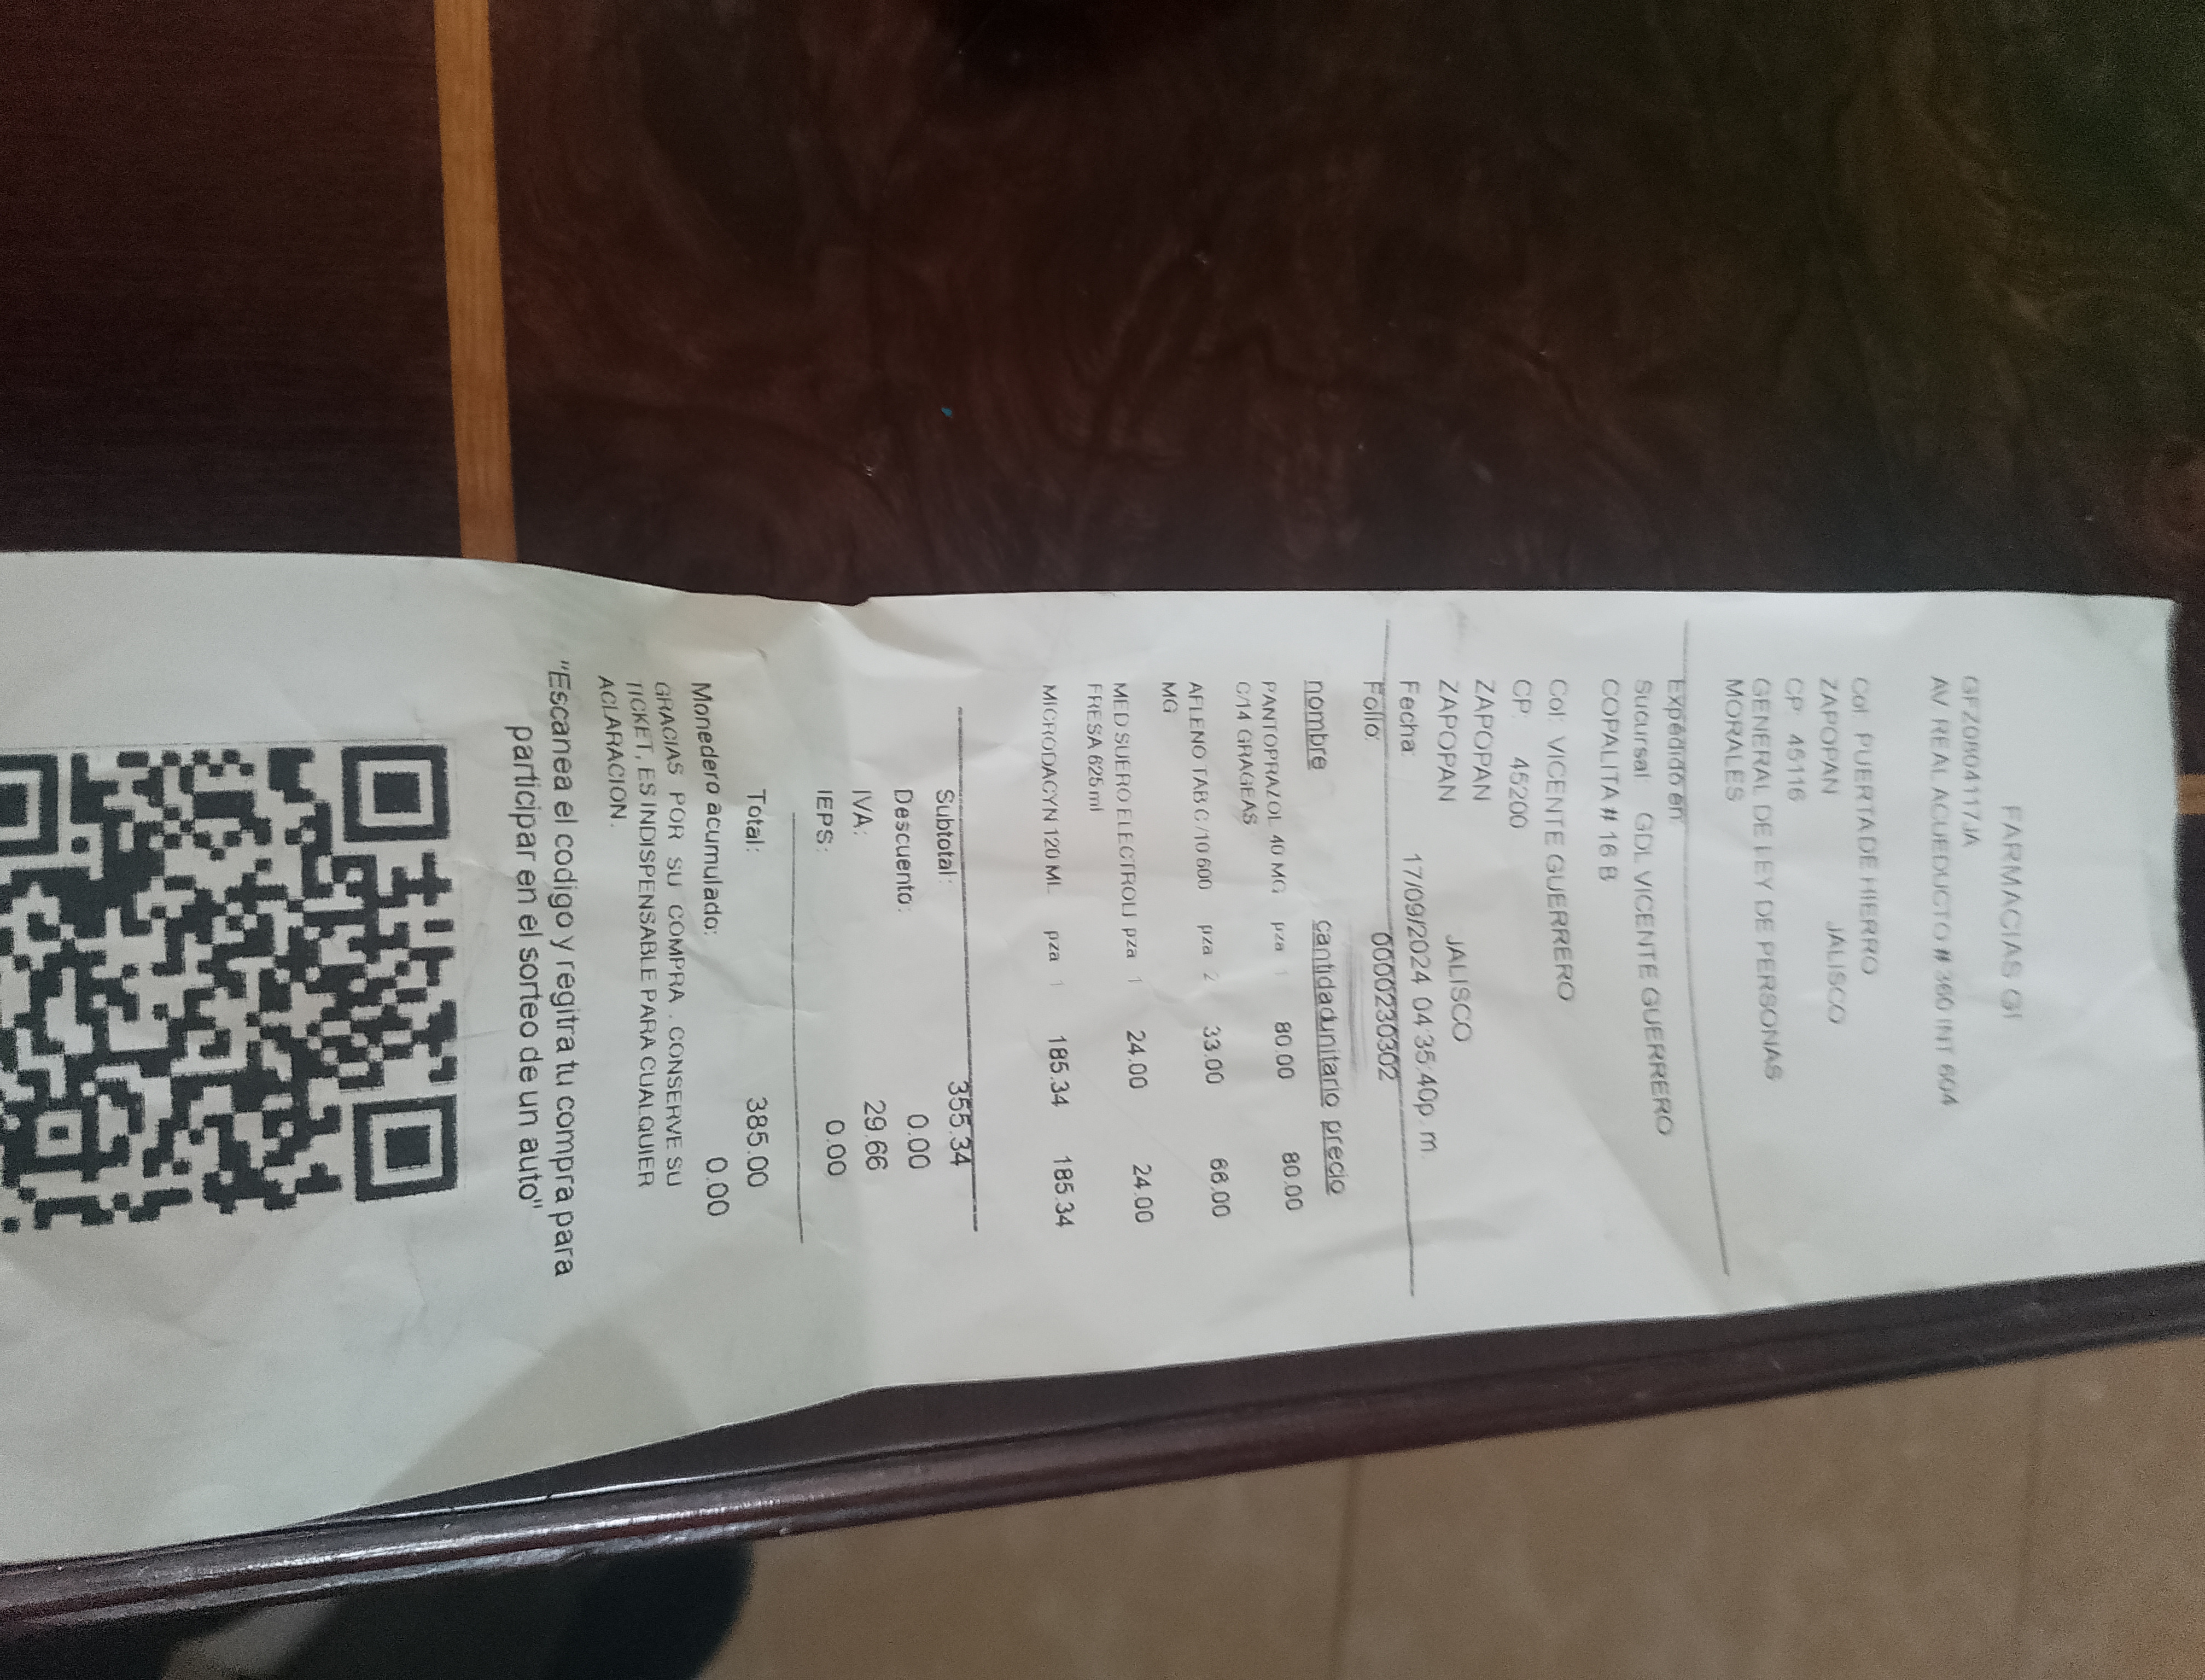 FARMACIAS GI
GFZ0804117JA
AV REAL ACUEDUCTO # 360 INT 604
Col: PUERTA DE HIERRO
ZAPOPAN JALISCO
CP: 45116
GENERAL DE LEY DE PERSONAS
MORALES
Expedido en:
Sucursal GDL VICENTE GUERRERO
COPALITA # 16 B
Col: VICENTE GUERRERO
CP: 45200
ZAPOPAN
ZAPOPAN JALISCO
Fecha: 17/09/2024 04:35:40p. m.
Folio: 0000230302
nombre cantidadunitario precio
PANTOPRAZOL 40 MG pza 1 80.00 80.00
C/14 GRAGEAS
AFLENO TAB C /10 600 pza 2 33.00 66.00
MG
MED SUERO ELECTROLI pza 1 24.00 24.00
FRESA 625 ml
MICRODACYN 120 ML pza 1 185.34 185.34
Subtotal: 355.34
Descuento: 0.00
IVA: 29.66
IEPS: 0.00
Total: 385.00
Monedero acumulado: 0.00
GRACIAS POR SU COMPRA . CONSERVE SU
TICKET, ES INDISPENSABLE PARA CUALQUIER
ACLARACION.
"Escanea el codigo y regitra tu compra para
participar en el sorteo de un auto"